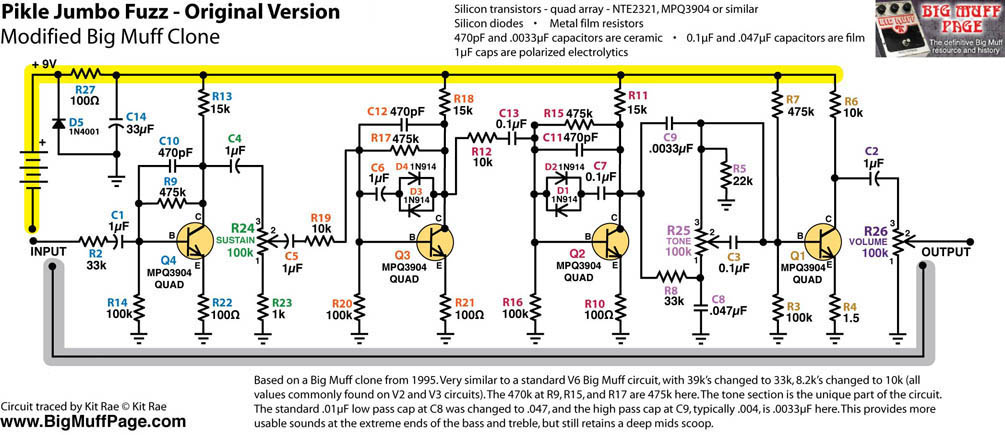 Pikle Jumbo Fuzz - Original Version
Modified Big Muff Clone
Silicon transistors - quad array - NTE2321, MPQ3904 or similar
Silicon diodes • Metal film resistors
470pF and .0033µF capacitors are ceramic • 0.1µF and .047µF capacitors are film
1µF caps are polarized electrolytics
BIG MUFF
PAGE
The definitive Big Muff
resource and history
+ 9V
R27
100Ω
D5
1N4001
C14
33µF
+
R13
15k
C10
470pF
R9
475k
C4
1µF
C1
1µF
INPUT
R2
33k
B
C
E
Q4
MPQ3904
QUAD
R14
100k
R22
100Ω
R24
SUSTAIN
100k
3
2
1
R23
1k
C5
1µF
R19
10k
C12
470pF
R17
475k
C6
1µF
D4
1N914
D3
1N914
R18
15k
B
C
E
Q3
MPQ3904
QUAD
R20
100k
R21
100Ω
R12
10k
C13
0.1µF
R15
475k
C11
470pF
D2
1N914
D1
1N914
C7
0.1µF
R11
15k
B
C
E
Q2
MPQ3904
QUAD
R16
100k
R10
100Ω
C9
.0033µF
R5
22k
R25
TONE
100k
3
2
1
C3
0.1µF
R8
33k
C8
.047µF
R7
475k
R6
10k
B
C
E
Q1
MPQ3904
QUAD
R3
100k
R4
1.5
C2
1µF
R26
VOLUME
100k
3
2
1
OUTPUT
Based on a Big Muff clone from 1995. Very similar to a standard V6 Big Muff circuit, with 39k's changed to 33k, 8.2k's changed to 10k (all
values commonly found on V2 and V3 circuits). The 470k at R9, R15, and R17 are 475k here. The tone section is the unique part of the circuit.
The standard .01µF low pass cap at C8 was changed to .047, and the high pass cap at C9, typically .004, is .0033µF here. This provides more
usable sounds at the extreme ends of the bass and treble, but still retains a deep mids scoop.
Circuit traced by Kit Rae © Kit Rae
www.BigMuffPage.com